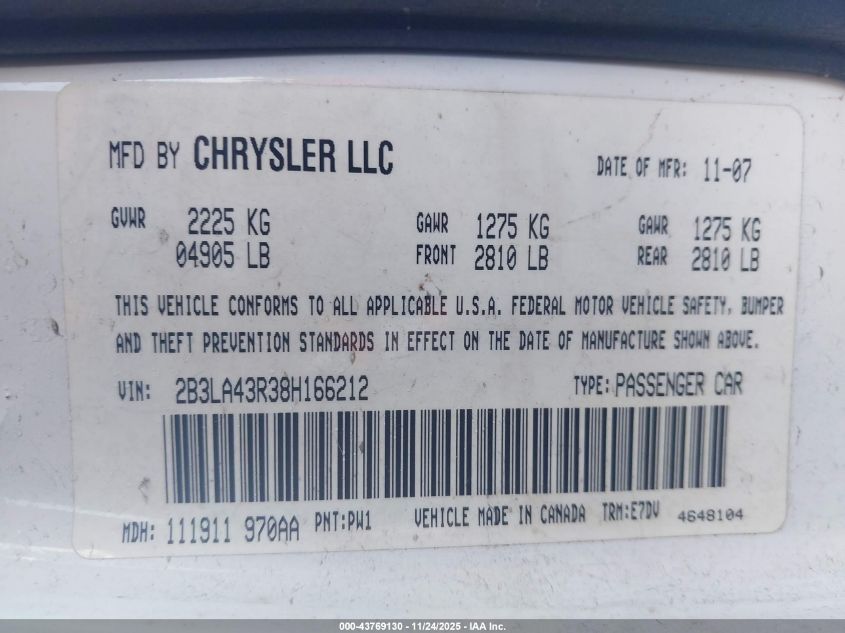 MFD BY CHRYSLER LLC DATE OF MFR: 11-07
GVWR 2225 KG GAWR 1275 KG GAWR 1275 KG
04905 LB FRONT 2810 LB REAR 2810 LB
THIS VEHICLE CONFORMS TO ALL APPLICABLE U.S.A. FEDERAL MOTOR VEHICLE SAFETY, BUMPER
AND THEFT PREVENTION STANDARDS IN EFFECT ON THE DATE OF MANUFACTURE SHOWN ABOVE.
VIN: 2B3LA43R38H166212 TYPE: PASSENGER CAR
MDH: 111911 970AA PNT:PW1 VEHICLE MADE IN CANADA TRM:E7DV 4648104
000-43769130 - 11/24/2025 - IAA Inc.